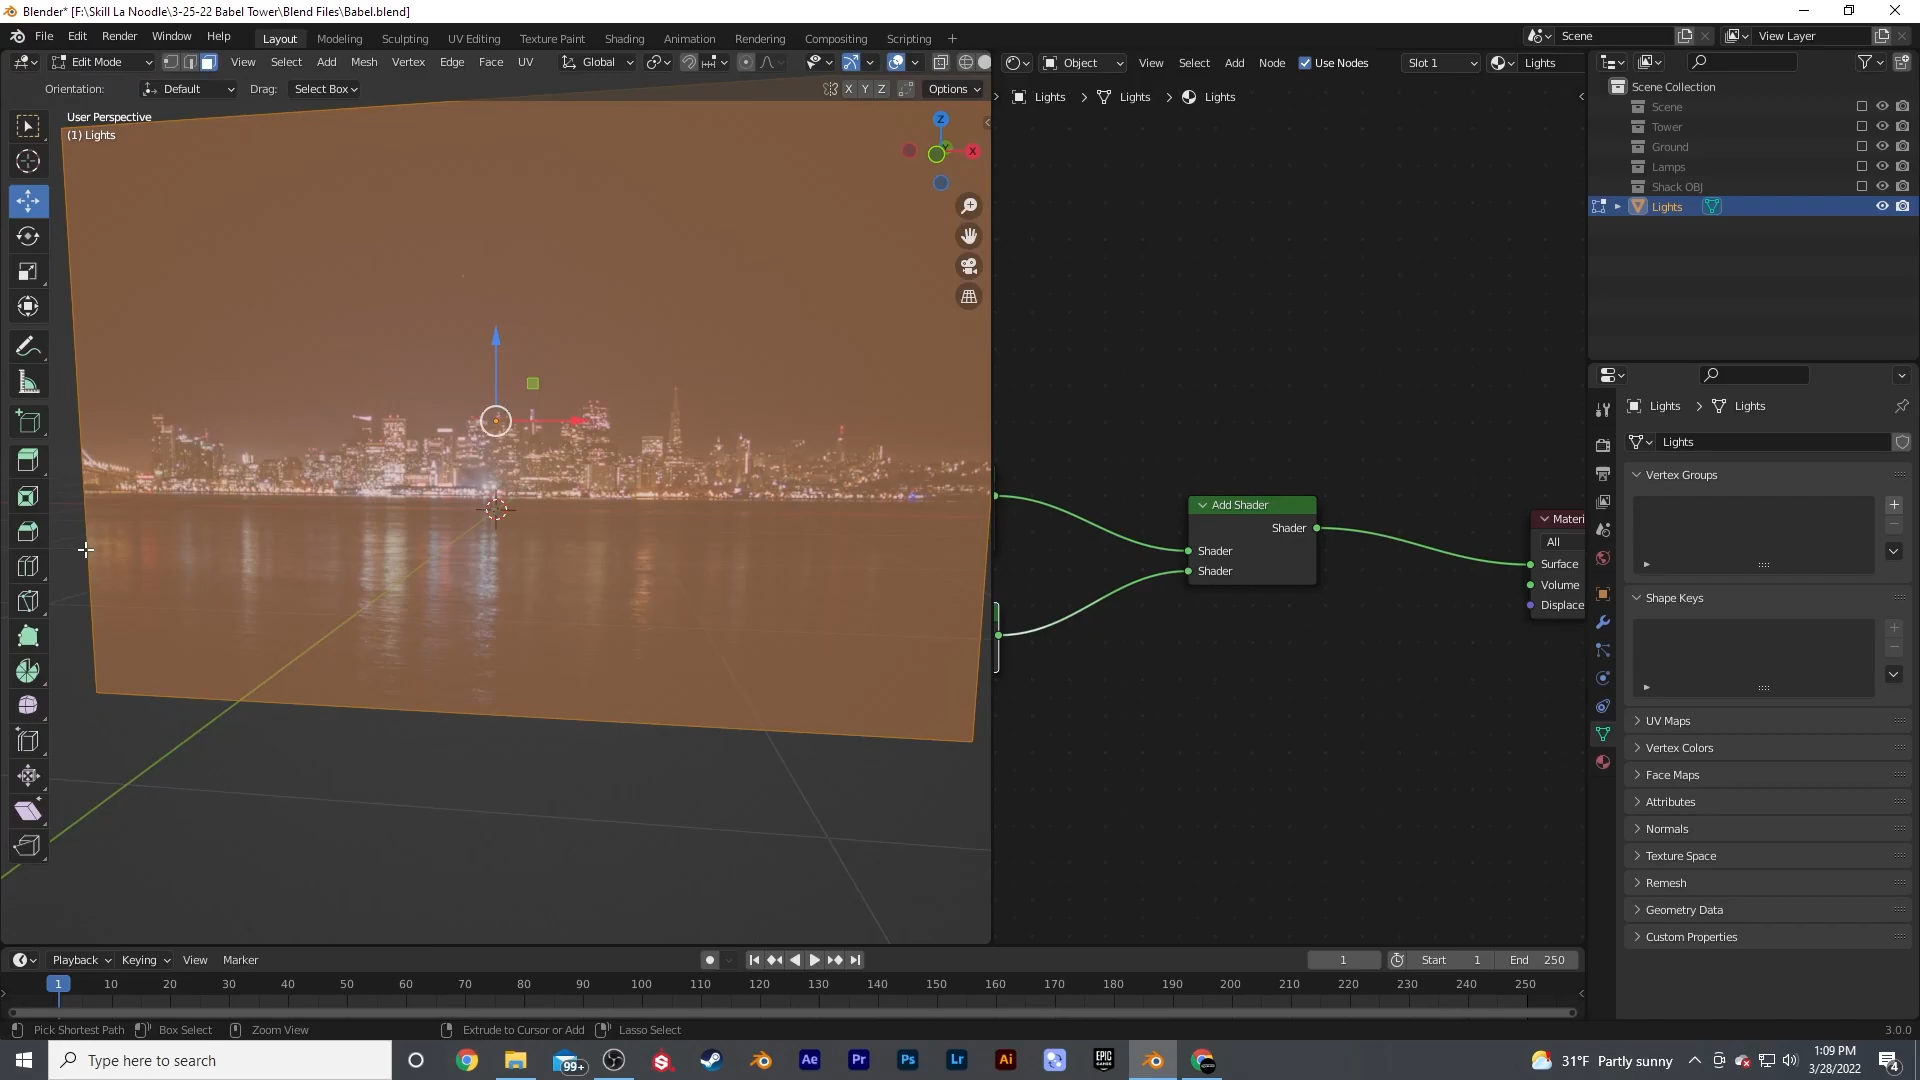 Blender* [F:\Skill La Noodle\3-25-22 Babel Tower\Blend Files\Babel.blend]
File Edit Render Window Help Layout Modeling Sculpting UV Editing Texture Paint Shading Animation Rendering Compositing Scripting + Scene View Layer
Edit Mode View Select Add Mesh Vertex Edge Face UV Global
Object View Select Add Node Use Nodes Slot 1 Lights
Orientation: Default Drag: Select Box X Y Z Options
Lights > Lights > Lights
User Perspective
(1) Lights
Z
X
Scene Collection
Scene
Tower
Ground
Lamps
Shack OBJ
Lights
Add Shader
Shader
Shader
Shader
Materi
All
Surface
Volume
Displace
Lights > Lights
Lights
Vertex Groups
Shape Keys
UV Maps
Vertex Colors
Face Maps
Attributes
Normals
Texture Space
Remesh
Geometry Data
Custom Properties
Playback Keying View Marker 1 Start 1 End 250
1 10 20 30 40 50 60 70 80 90 100 110 120 130 140 150 160 170 180 190 200 210 220 230 240 250
Pick Shortest Path Box Select Zoom View Extrude to Cursor or Add Lasso Select 3.0.0
Type here to search 99+ Ae Pr Ps Lr Ai EPIC GAMES 31°F Partly sunny 1:09 PM
3/28/2022 4